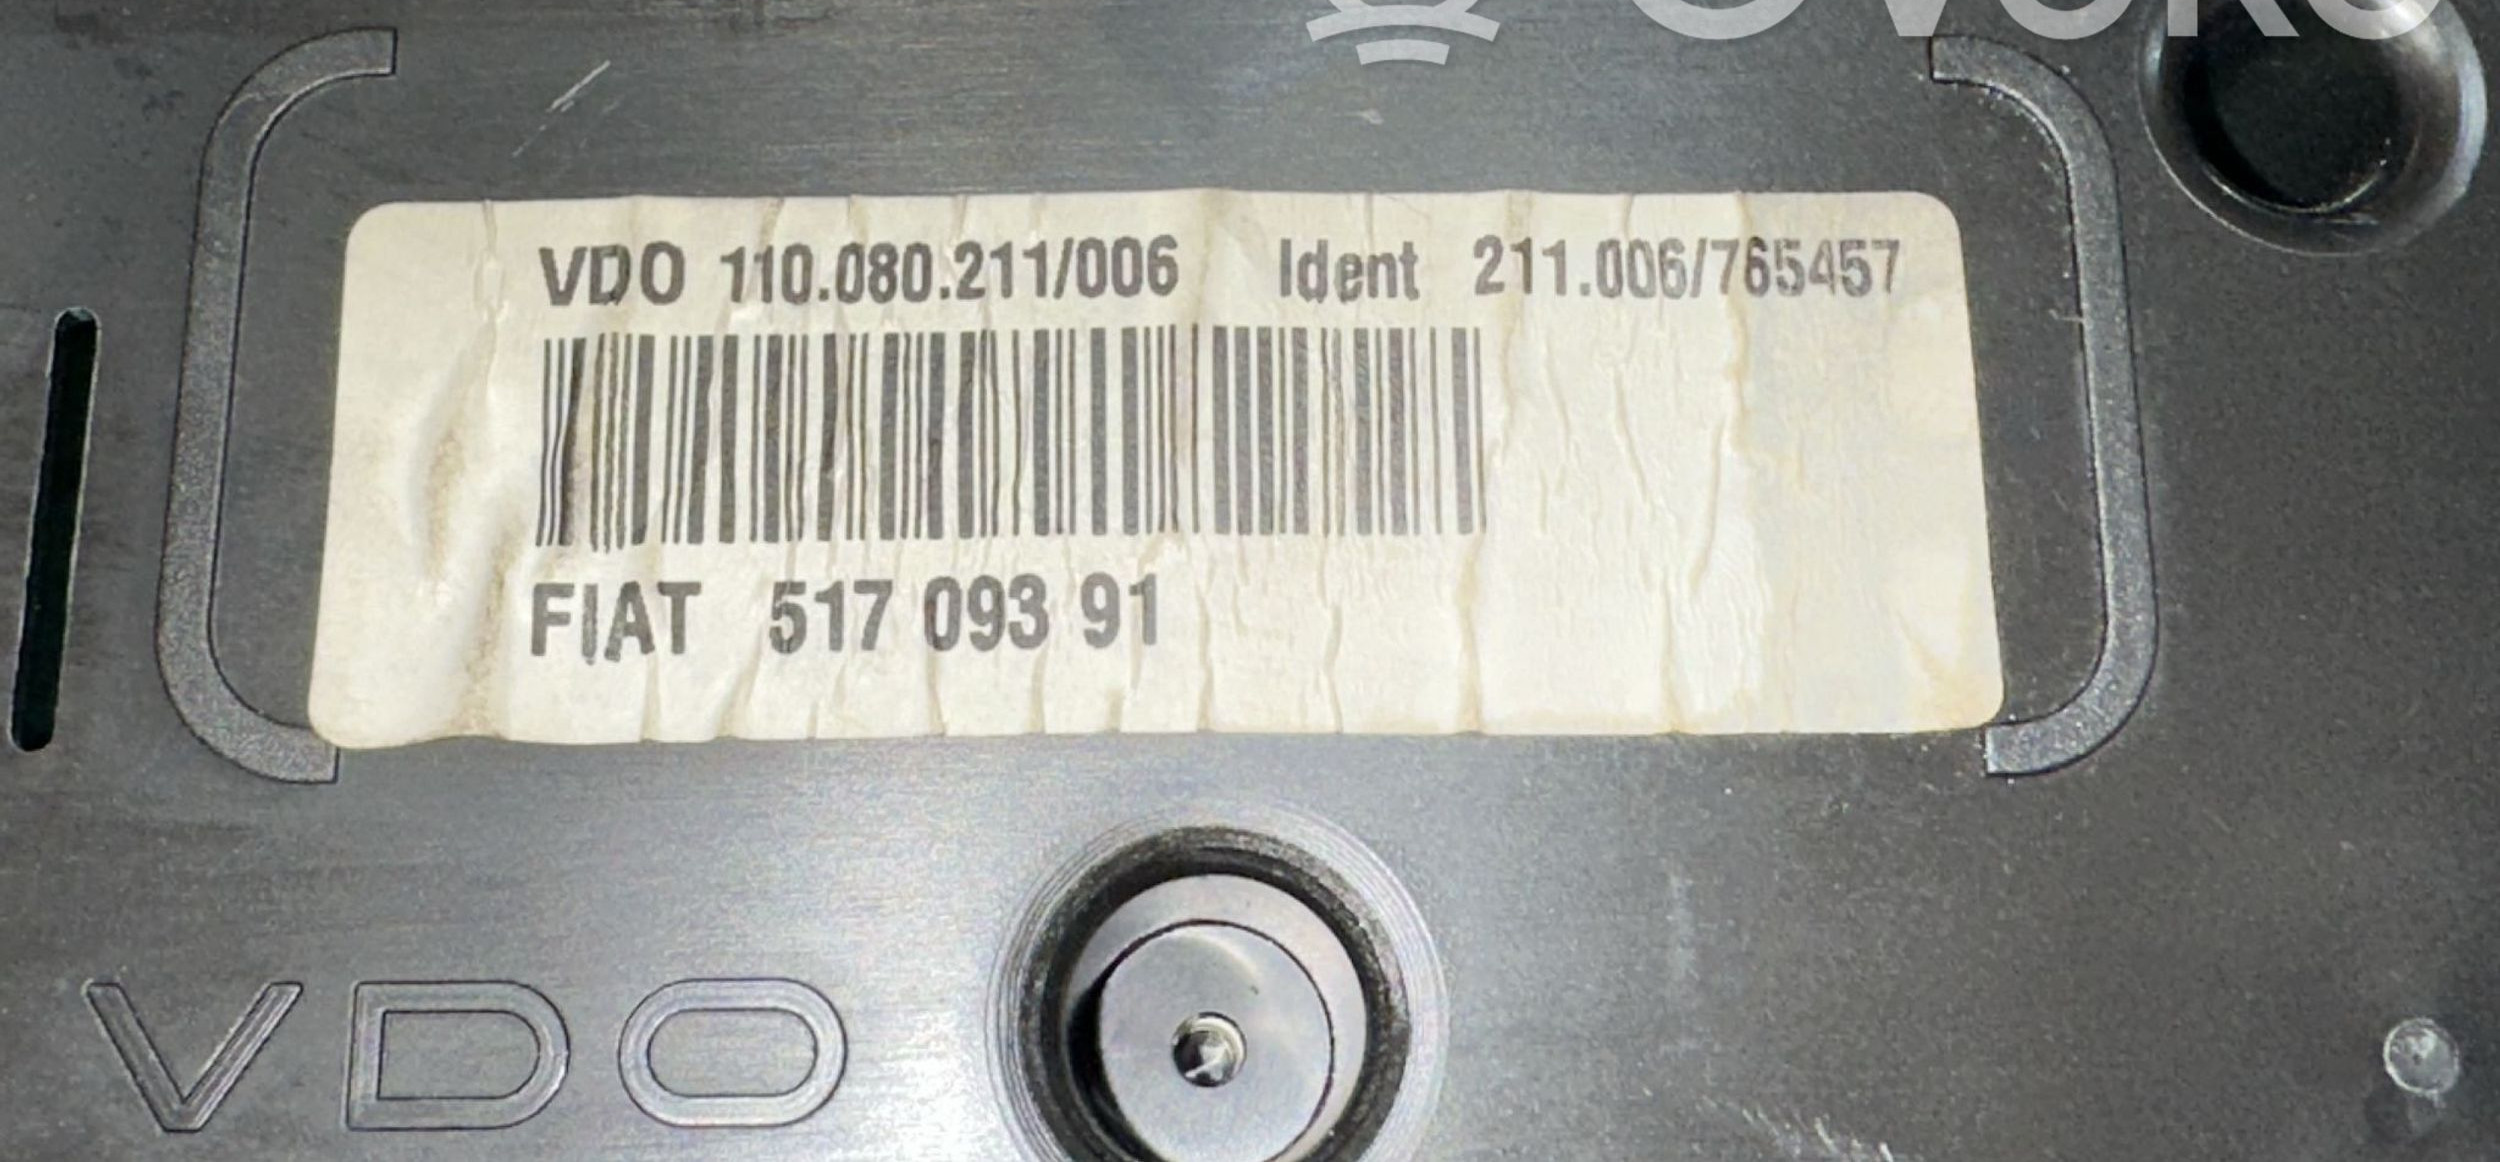 VDO 110.080.211/006 Ident 211.006/765457
FIAT 517 093 91
VDO